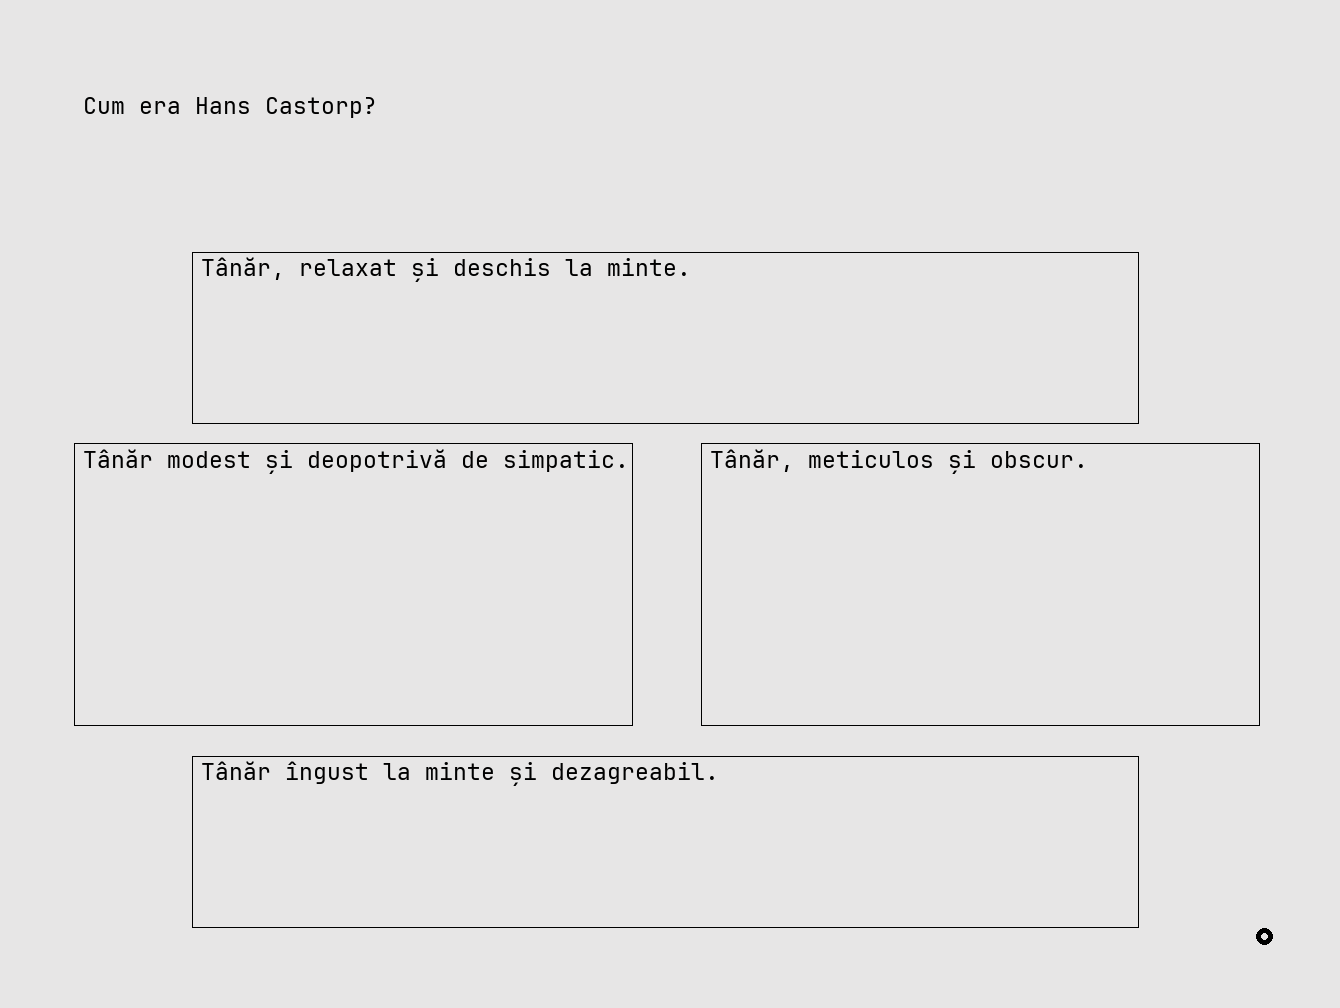 Cum era Hans Castorp?
Tânăr, relaxat și deschis la minte.
Tânăr modest și deopotrivă de simpatic.
Tânăr, meticulos și obscur.
Tânăr îngust la minte și dezagreabil.